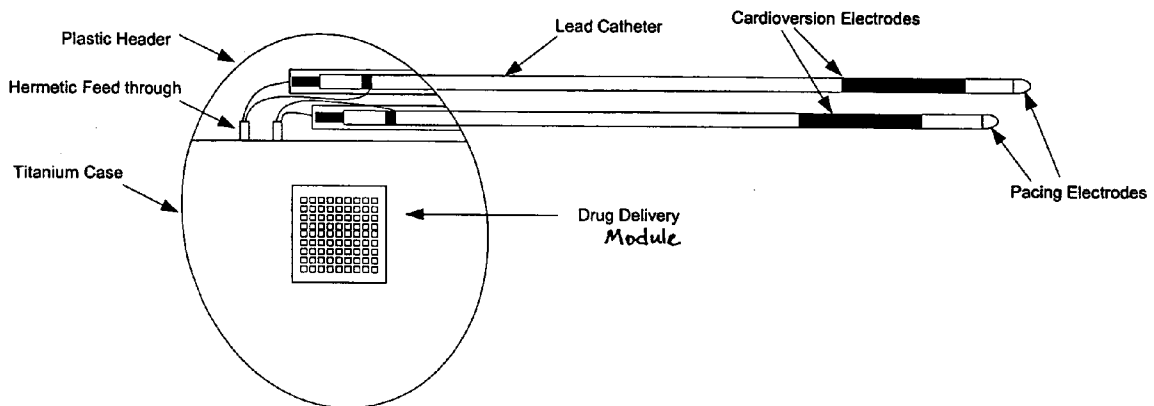 Cardioversion Electrodes
Lead Catheter
Plastic Header
Hermetic Feed through
Titanium Case
Pacing Electrodes
Drug Delivery
Module